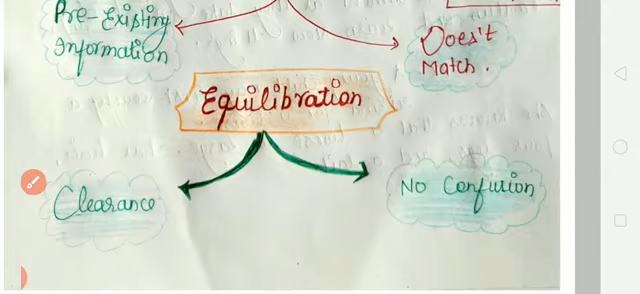 Pre-Existing
Information
Does't
Match.
Equilibration
Clearance
No Confusion